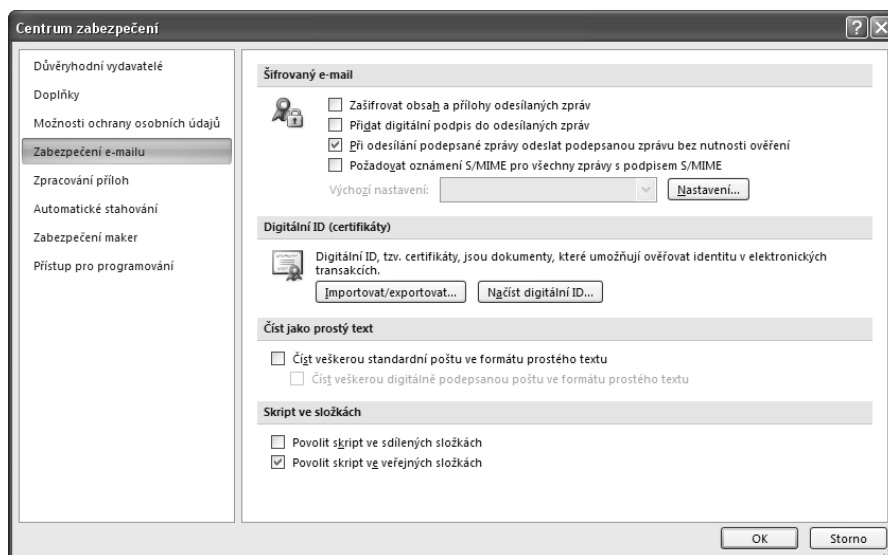 Centrum zabezpečení
Důvěryhodní vydavatelé
Doplňky
Možnosti ochrany osobních údajů
Zabezpečení e-mailu
Zpracování příloh
Automatické stahování
Zabezpečení maker
Přístup pro programování
Šifrovaný e-mail
Zašifrovat obsah a přílohy odesílaných zpráv
Přidat digitální podpis do odesílaných zpráv
Při odesílání podepsané zprávy odeslat podepsanou zprávu bez nutnosti ověření
Požadovat oznámení S/MIME pro všechny zprávy s podpisem S/MIME
Výchozí nastavení:
Nastavení...
Digitální ID (certifikáty)
Digitální ID, tzv. certifikáty, jsou dokumenty, které umožňují ověřovat identitu v elektronických
transakcích.
Importovat/exportovat...
Načíst digitální ID...
Číst jako prostý text
Číst veškerou standardní poštu ve formátu prostého textu
Číst veškerou digitálně podepsanou poštu ve formátu prostého textu
Skript ve složkách
Povolit skript ve sdílených složkách
Povolit skript ve veřejných složkách
OK
Storno